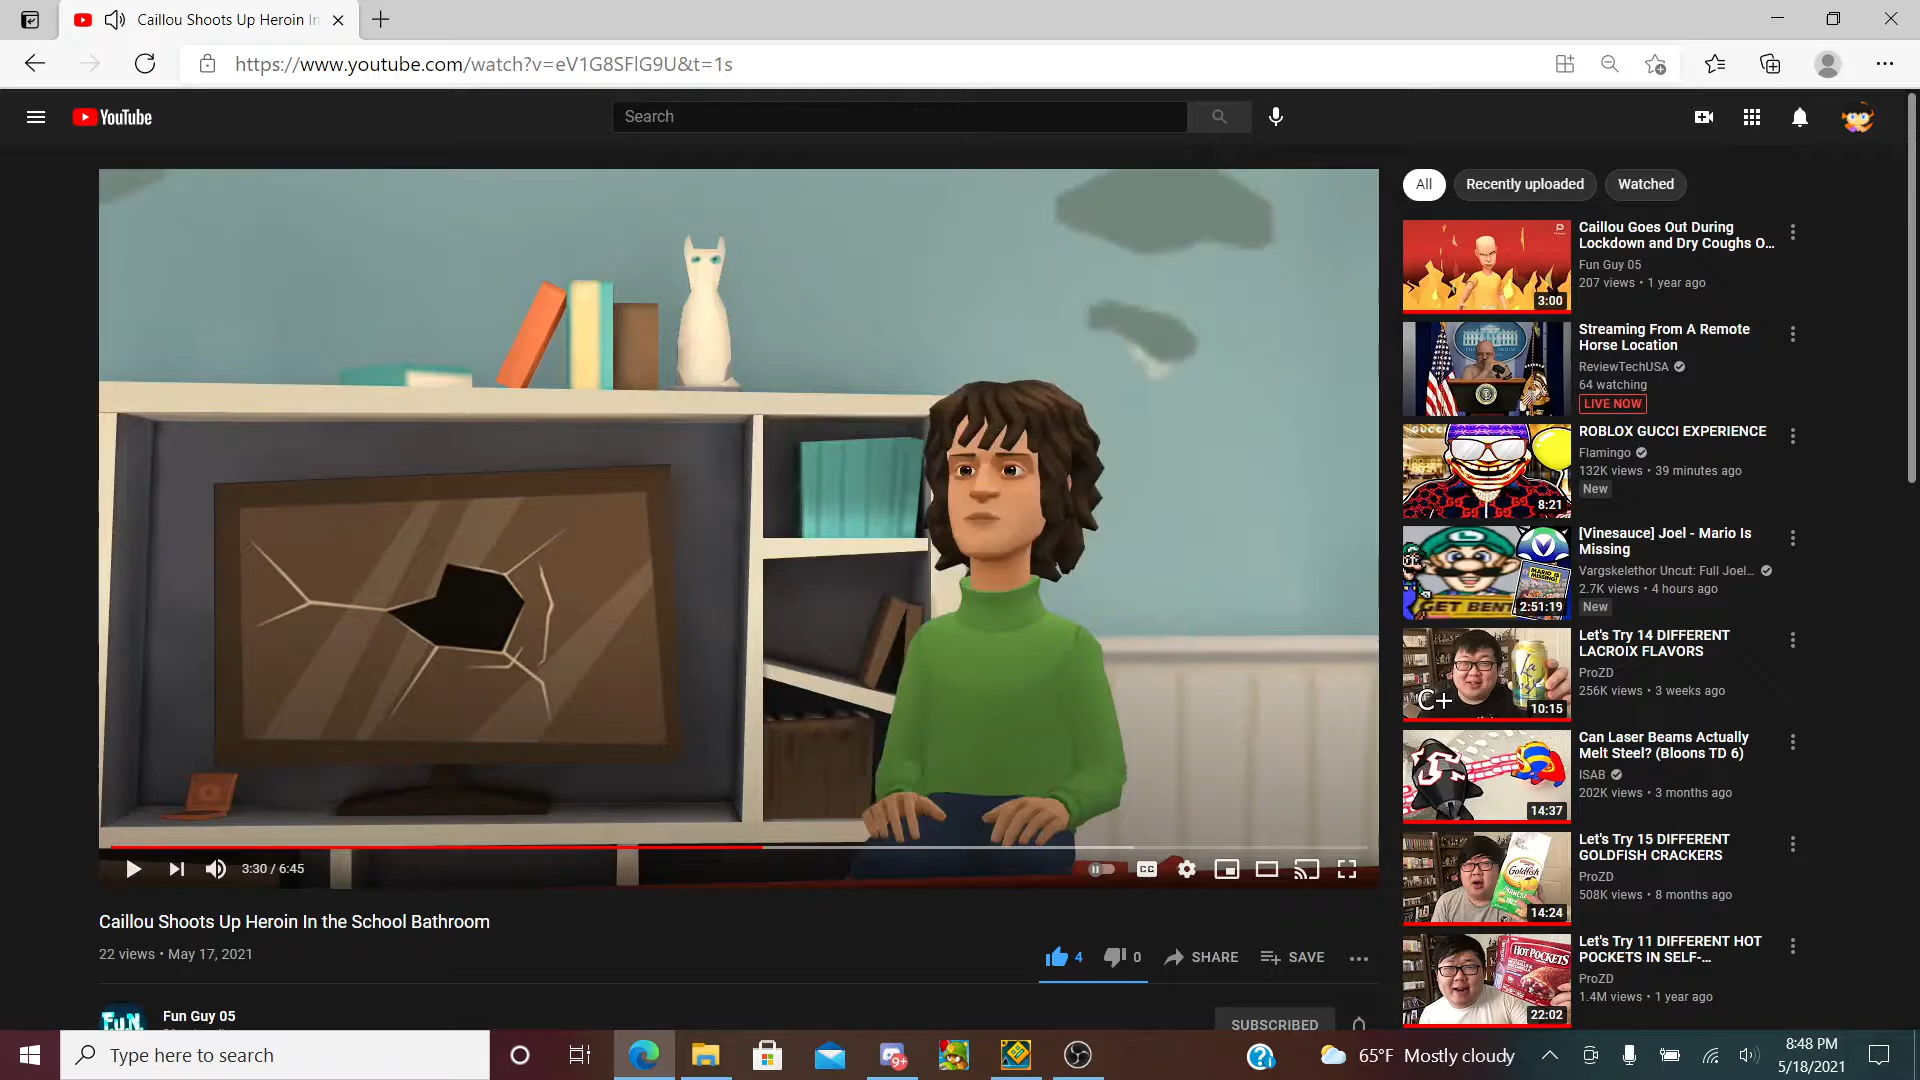 Caillou Shoots Up Heroin In
https://www.youtube.com/watch?v=eV1G8SFlG9U&t=1s
YouTube
Search
All
Recently uploaded
Watched
3:00
Caillou Goes Out During
Lockdown and Dry Coughs O...
Fun Guy 05
207 views • 1 year ago
Streaming From A Remote
Horse Location
ReviewTechUSA
64 watching
LIVE NOW
8:21
ROBLOX GUCCI EXPERIENCE
Flamingo
132K views • 39 minutes ago
New
GET BENT
2:51:19
[Vinesauce] Joel - Mario Is
Missing
Vargskelethor Uncut: Full Joel...
2.7K views • 4 hours ago
New
C+
10:15
Let's Try 14 DIFFERENT
LACROIX FLAVORS
ProZD
256K views • 3 weeks ago
14:37
Can Laser Beams Actually
Melt Steel? (Bloons TD 6)
ISAB
202K views • 3 months ago
Goldfish
14:24
Let's Try 15 DIFFERENT
GOLDFISH CRACKERS
ProZD
508K views • 8 months ago
HOT POCKETS
22:02
Let's Try 11 DIFFERENT HOT
POCKETS IN SELF-...
ProZD
1.4M views • 1 year ago
3:30 / 6:45
CC
Caillou Shoots Up Heroin In the School Bathroom
22 views • May 17, 2021
4
0
SHARE
SAVE
FUN
Fun Guy 05
SUBSCRIBED
Type here to search
9+
65°F Mostly cloudy
8:48 PM
5/18/2021